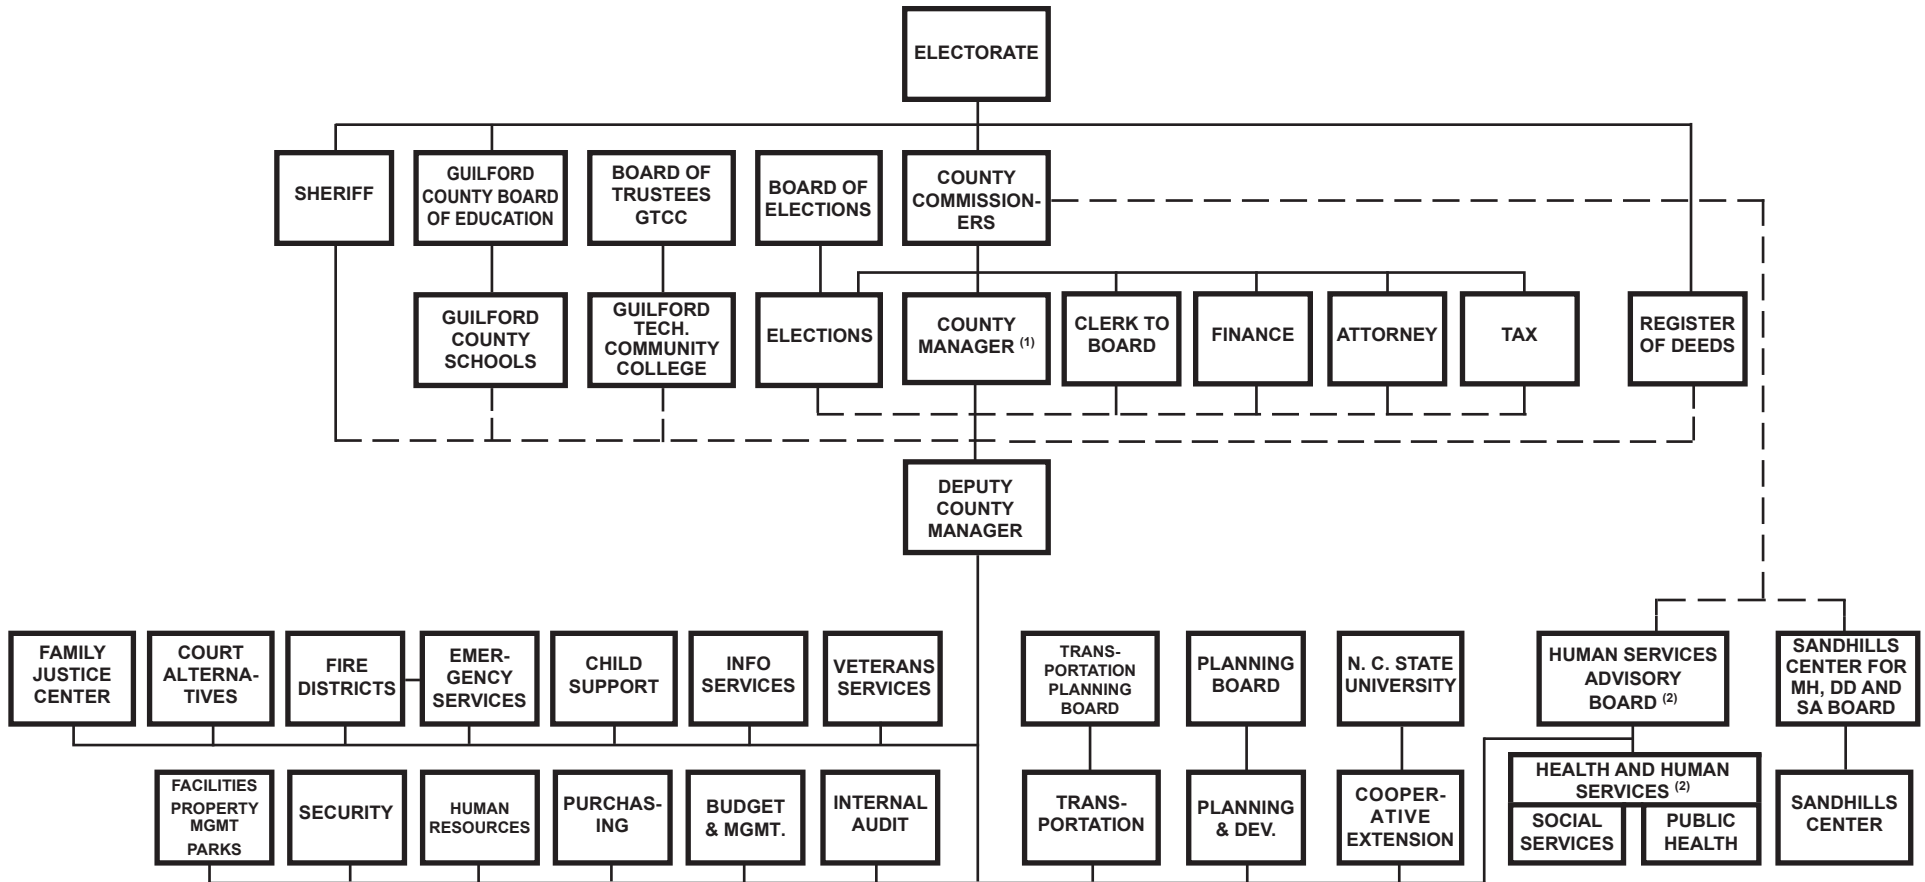 ELECTORATE
SHERIFF
GUILFORD
COUNTY BOARD
OF EDUCATION
BOARD OF
TRUSTEES
GTCC
BOARD OF
ELECTIONS
COUNTY
COMMISSION-
ERS
GUILFORD
COUNTY
SCHOOLS
GUILFORD
TECH.
COMMUNITY
COLLEGE
ELECTIONS
COUNTY
MANAGER (1)
CLERK TO
BOARD
FINANCE
ATTORNEY
TAX
REGISTER
OF DEEDS
DEPUTY
COUNTY
MANAGER
FAMILY
JUSTICE
CENTER
COURT
ALTERNA-
TIVES
FIRE
DISTRICTS
EMER-
GENCY
SERVICES
CHILD
SUPPORT
INFO
SERVICES
VETERANS
SERVICES
TRANS-
PORTATION
PLANNING
BOARD
PLANNING
BOARD
N. C. STATE
UNIVERSITY
HUMAN SERVICES
ADVISORY
BOARD (2)
SANDHILLS
CENTER FOR
MH, DD AND
SA BOARD
FACILITIES
PROPERTY
MGMT
PARKS
SECURITY
HUMAN
RESOURCES
PURCHAS-
ING
BUDGET
& MGMT.
INTERNAL
AUDIT
TRANS-
PORTATION
PLANNING
& DEV.
COOPER-
ATIVE
EXTENSION
HEALTH AND HUMAN
SERVICES (2)
SOCIAL
SERVICES
PUBLIC
HEALTH
SANDHILLS
CENTER